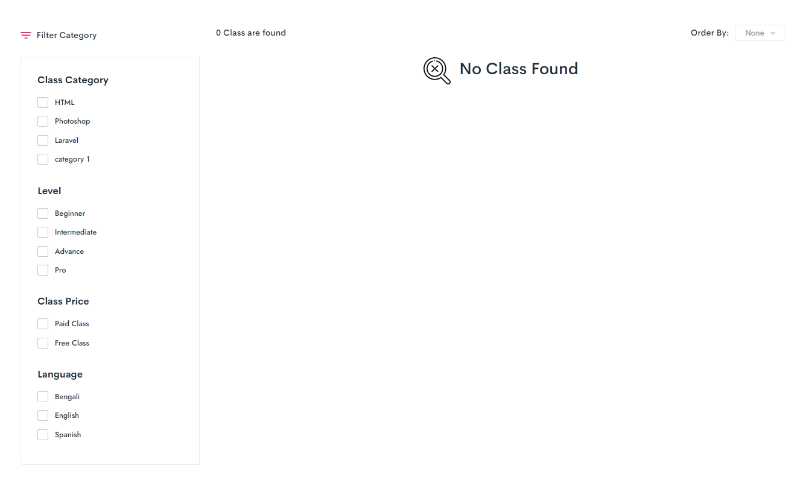 Filter Category
0 Class are found
Order By:
None
No Class Found
Class Category
HTML
Photoshop
Laravel
category 1
Level
Beginner
Intermediate
Advance
Pro
Class Price
Paid Class
Free Class
Language
Bengali
English
Spanish